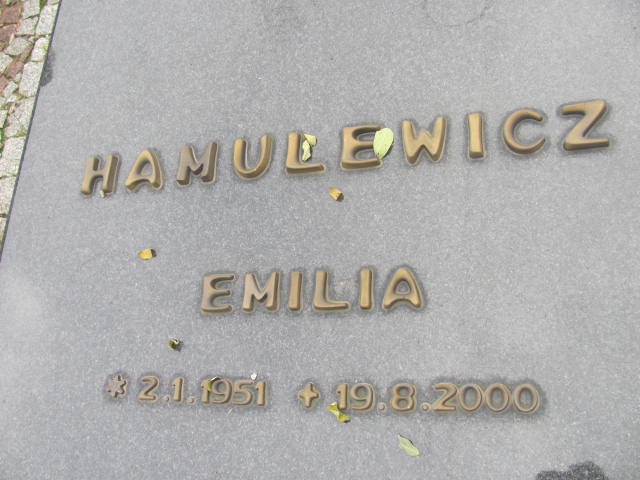 HAMULEWICZ
EMILIA
* 2.1.1951 + 19.8.2000